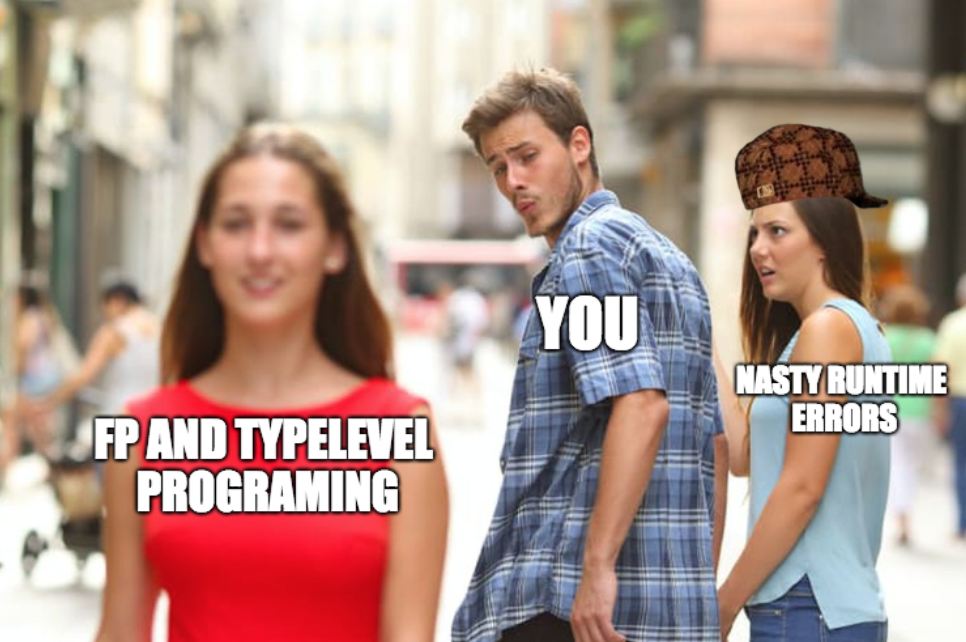 FP AND TYPELEVEL
PROGRAMING
YOU
NASTY RUNTIME
ERRORS